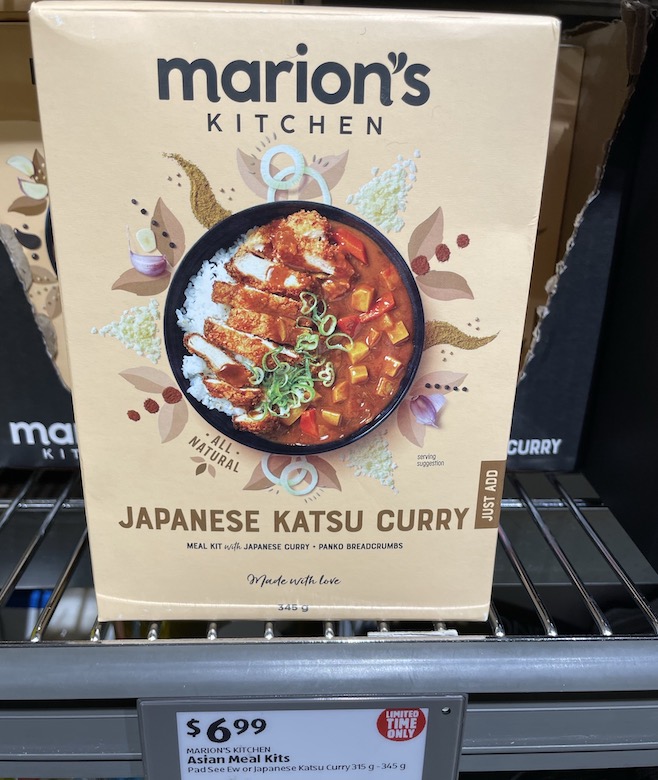 marion's
KITCHEN
ALL
NATURAL
serving
suggestion
JUST ADD
JAPANESE KATSU CURRY
MEAL KIT with JAPANESE CURRY • PANKO BREADCRUMBS
Made with love
345 g
ma
KIT
CURRY
$6.99
LIMITED
TIME
ONLY
MARION'S KITCHEN
Asian Meal Kits
Pad See Ew or Japanese Katsu Curry 315 g - 345 g